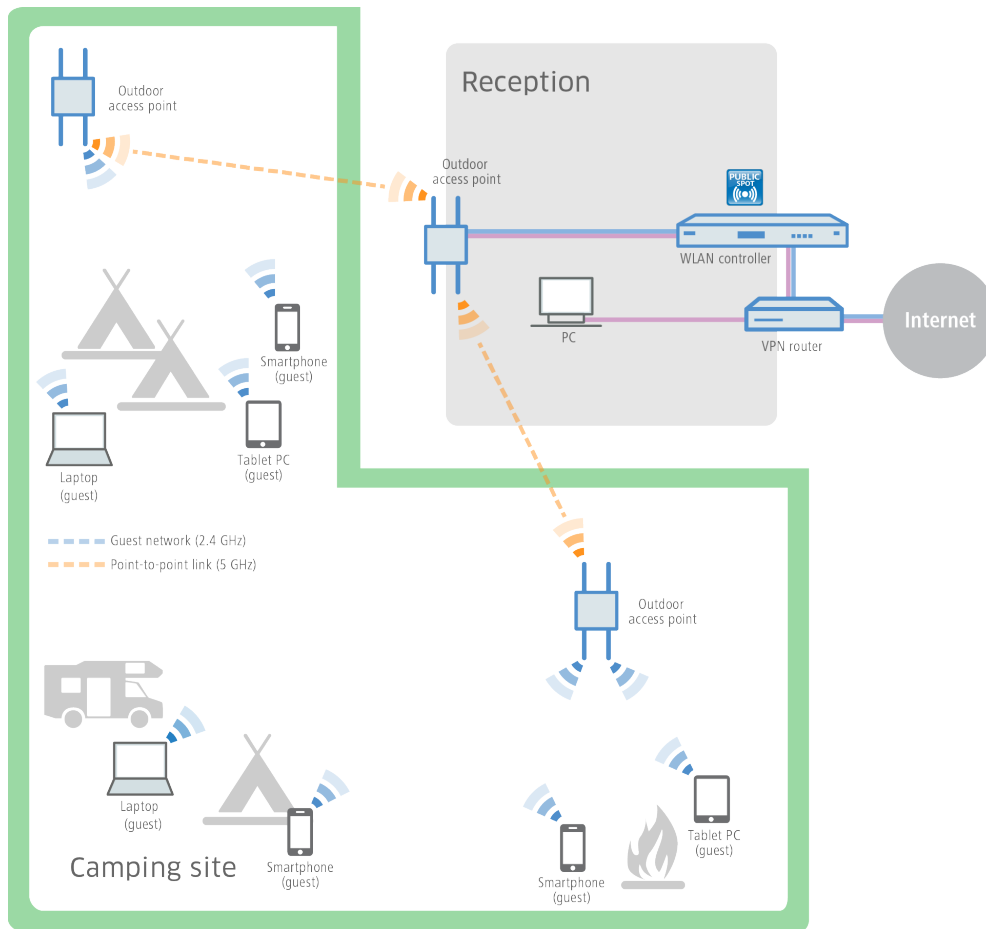 Reception
Outdoor
access point
Outdoor
access point
PUBLIC
SPOT
WLAN controller
Internet
PC
VPN router
Smartphone
(guest)
Tablet PC
(guest)
Laptop
(guest)
Guest network (2.4 GHz)
Point-to-point link (5 GHz)
Outdoor
access point
Laptop
(guest)
Smartphone
(guest)
Smartphone
(guest)
Tablet PC
(guest)
Camping site